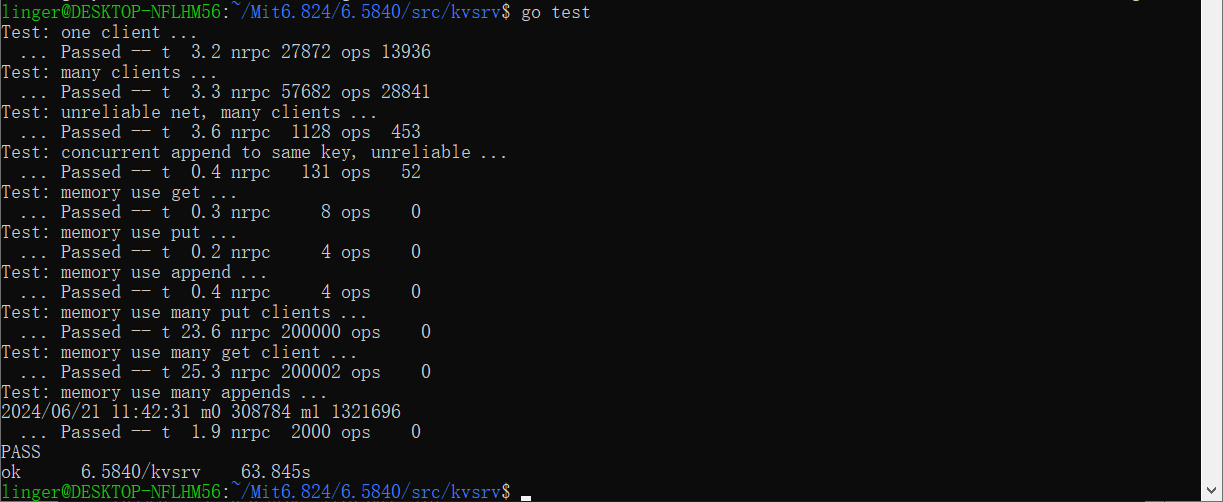 linger@DESKTOP-NFLHM56:~/Mit6.824/6.5840/src/kvsrv$ go test
Test: one client ...
  ... Passed -- t  3.2 nrpc 27872 ops 13936
Test: many clients ...
  ... Passed -- t  3.3 nrpc 57682 ops 28841
Test: unreliable net, many clients ...
  ... Passed -- t  3.6 nrpc  1128 ops  453
Test: concurrent append to same key, unreliable ...
  ... Passed -- t  0.4 nrpc   131 ops   52
Test: memory use get ...
  ... Passed -- t  0.3 nrpc     8 ops    0
Test: memory use put ...
  ... Passed -- t  0.2 nrpc     4 ops    0
Test: memory use append ...
  ... Passed -- t  0.4 nrpc     4 ops    0
Test: memory use many put clients ...
  ... Passed -- t 23.6 nrpc 200000 ops    0
Test: memory use many get client ...
  ... Passed -- t 25.3 nrpc 200002 ops    0
Test: memory use many appends ...
2024/06/21 11:42:31 m0 308784 m1 1321696
  ... Passed -- t  1.9 nrpc  2000 ops    0
PASS
ok      6.5840/kvsrv    63.845s
linger@DESKTOP-NFLHM56:~/Mit6.824/6.5840/src/kvsrv$